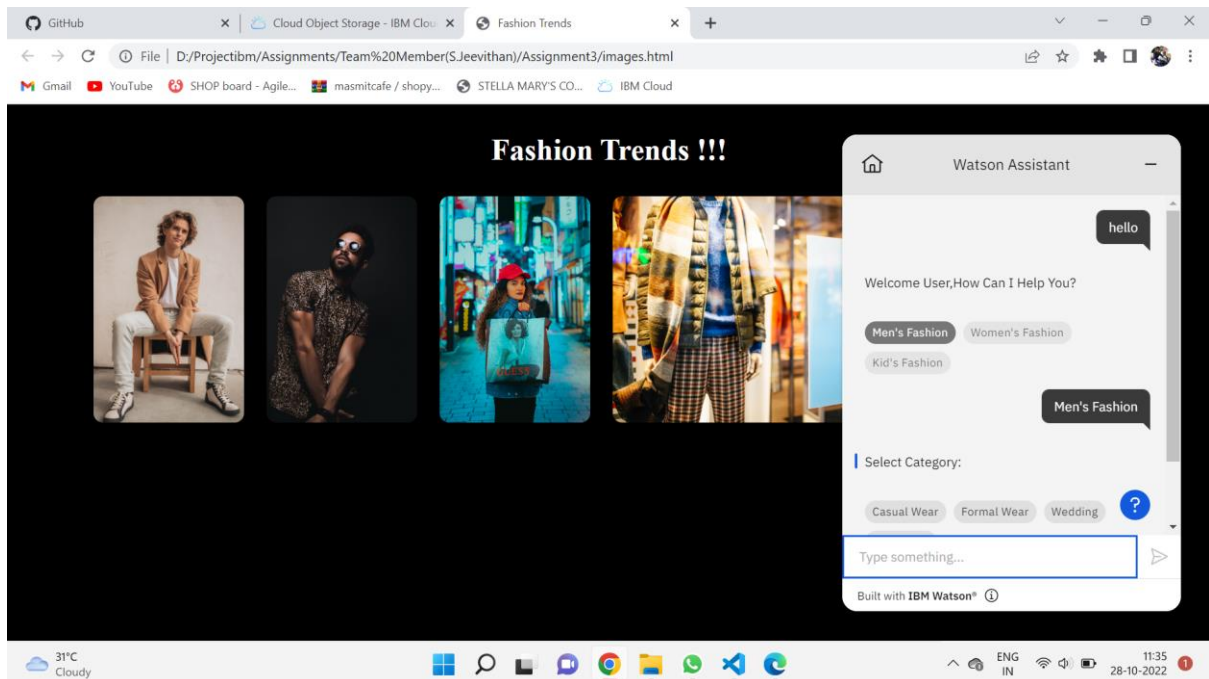 GitHub
Cloud Object Storage - IBM Clou
Fashion Trends
File | D:/Projectibm/Assignments/Team%20Member(S.Jeevithan)/Assignment3/images.html
Gmail YouTube SHOP board - Agile... masmitcafe / shopy... STELLA MARY'S CO... IBM Cloud
Fashion Trends !!!
GUESS
Watson Assistant
hello
Welcome User,How Can I Help You?
Men's Fashion Women's Fashion
Kid's Fashion
Men's Fashion
Select Category:
Casual Wear Formal Wear Wedding
?
Type something...
Built with IBM Watson®
31°C
Cloudy
ENG
IN
11:35
28-10-2022
1